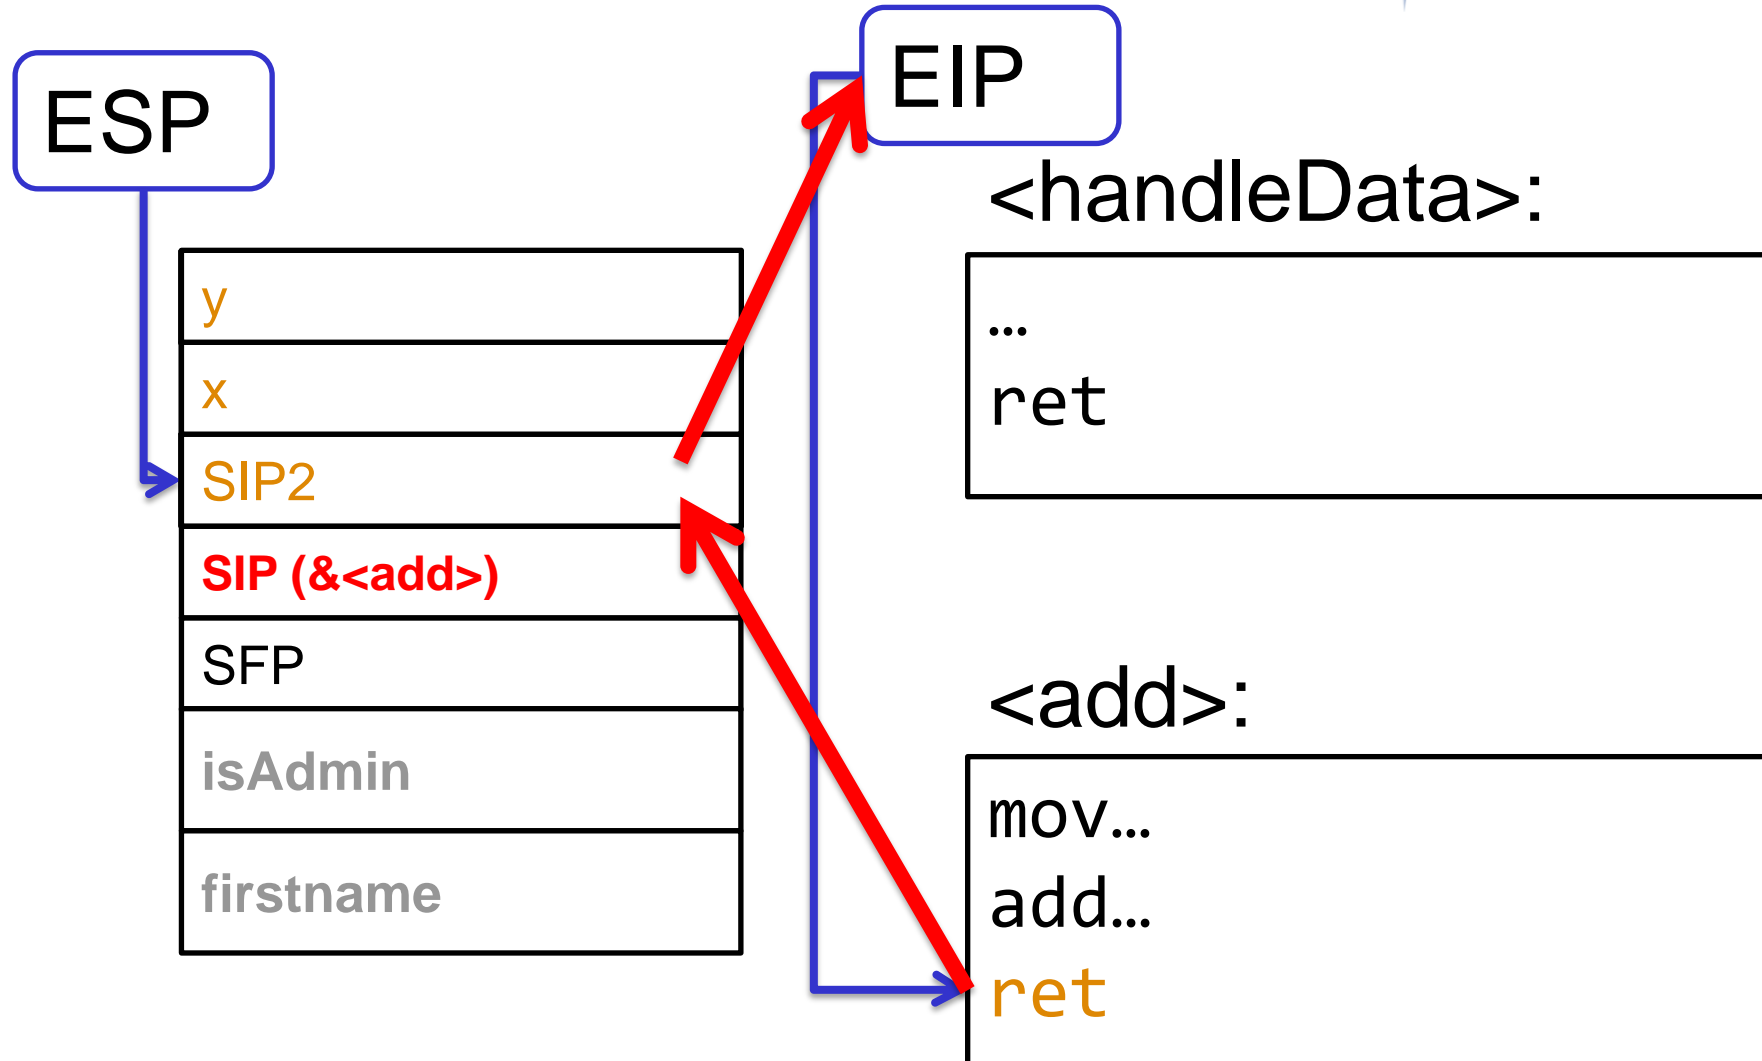 ESP
EIP
y
x
SIP2
SIP (&<add>)
SFP
isAdmin
firstname
<handleData>:
…
ret
<add>:
mov…
add…
ret